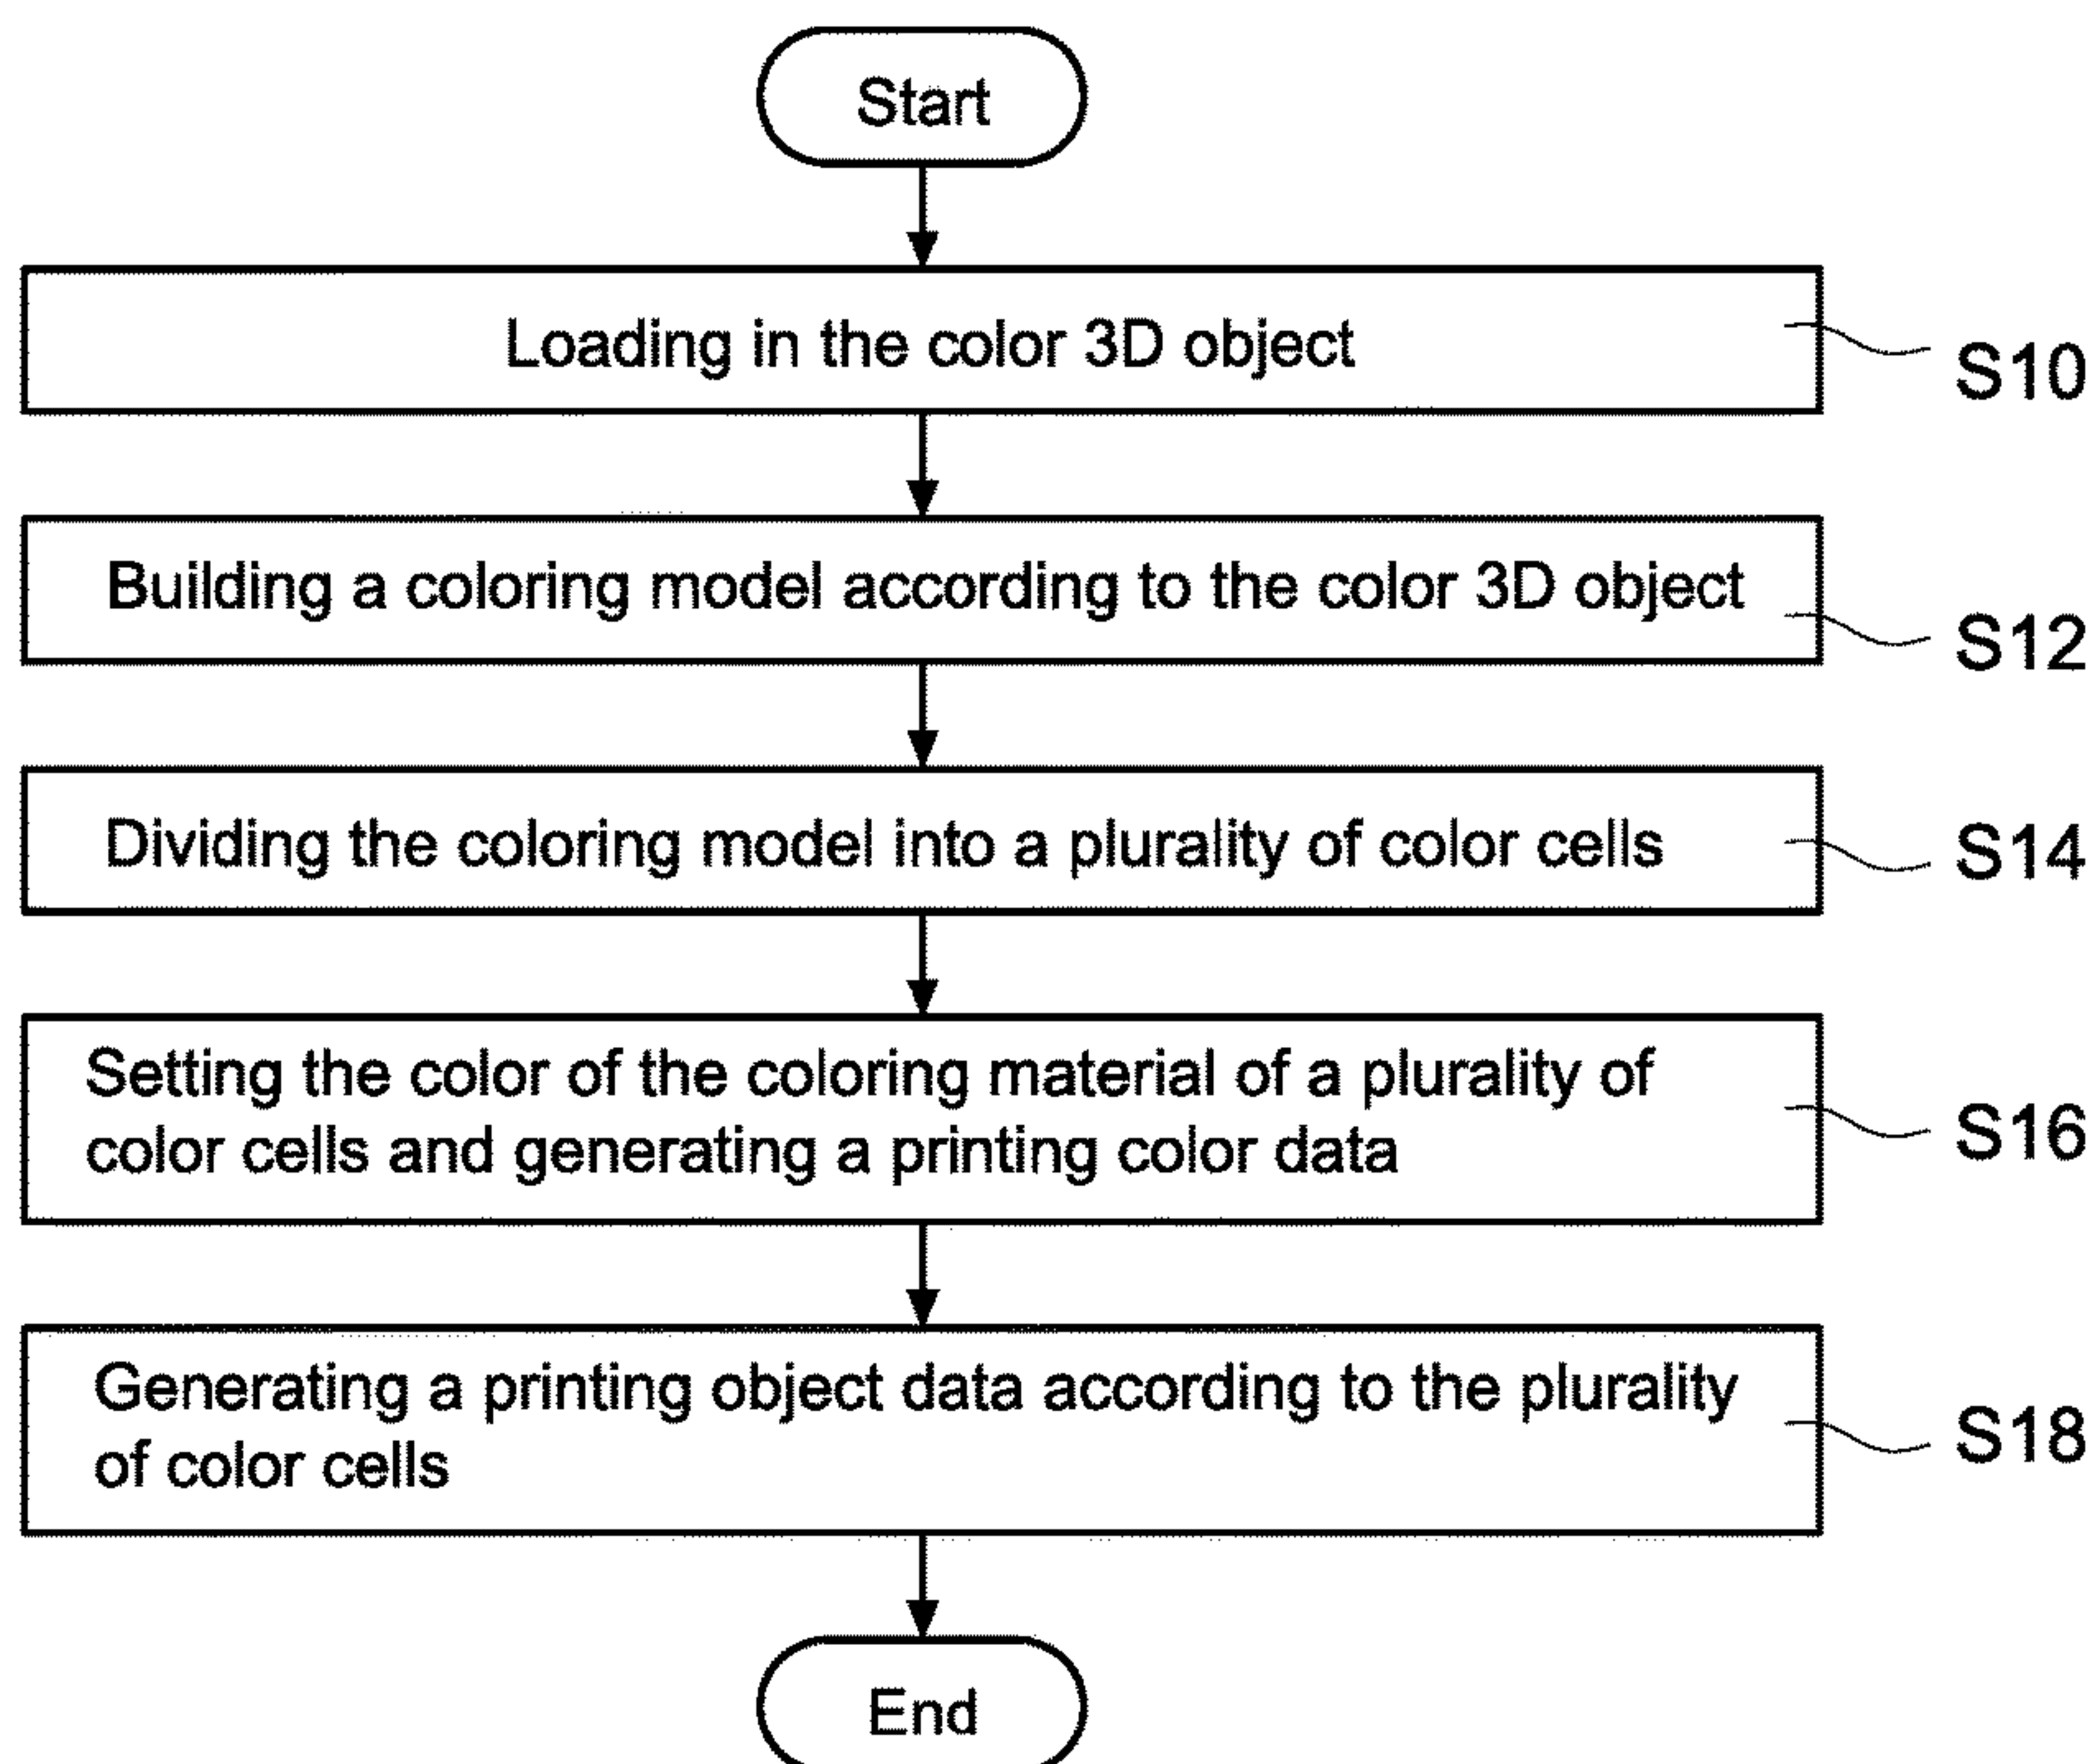 Start
Loading in the color 3D object
S10
Building a coloring model according to the color 3D object
S12
Dividing the coloring model into a plurality of color cells
S14
Setting the color of the coloring material of a plurality of
color cells and generating a printing color data
S16
Generating a printing object data according to the plurality
of color cells
S18
End